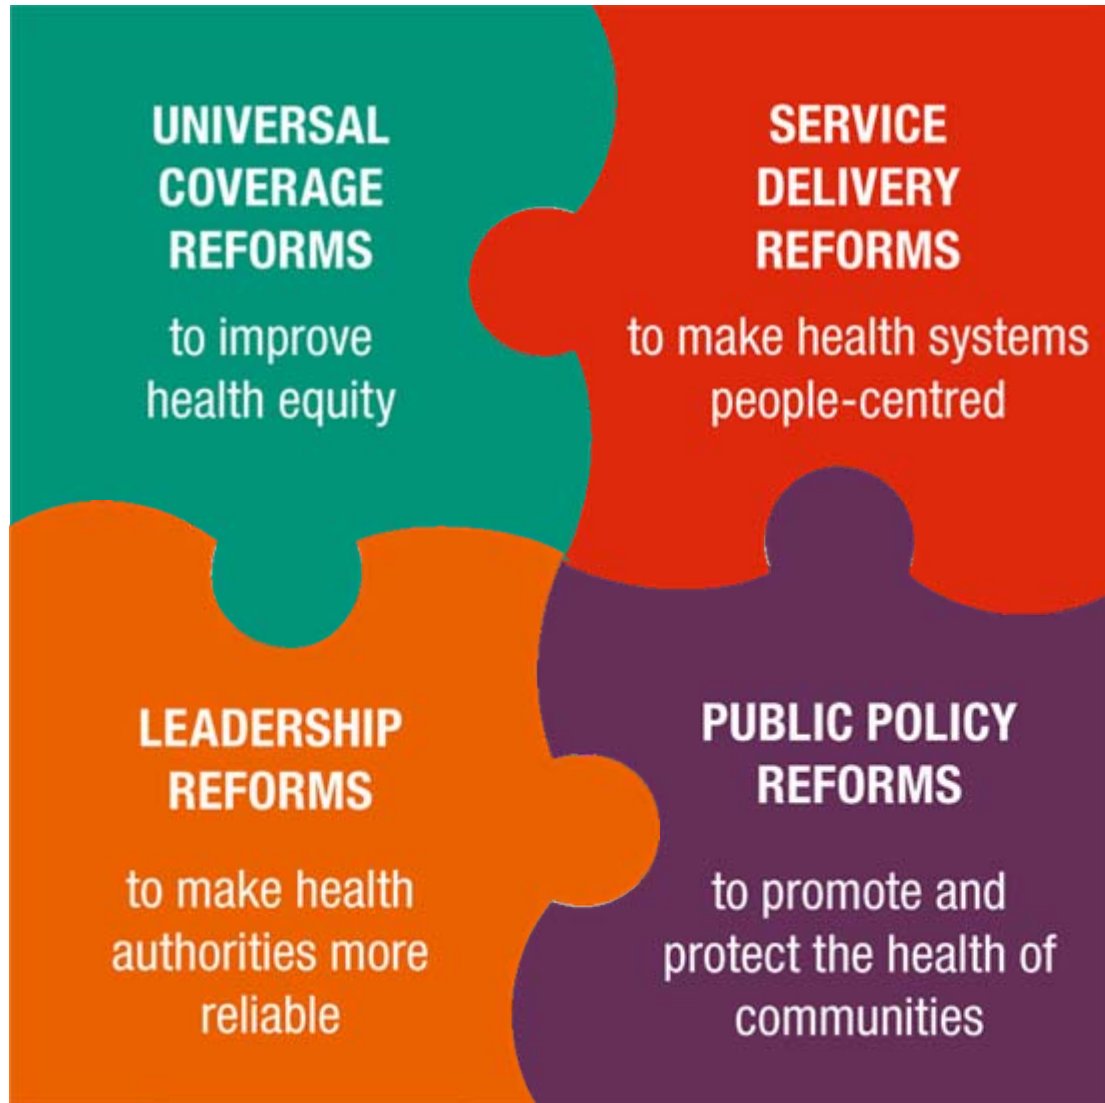 UNIVERSAL
COVERAGE
REFORMS
to improve
health equity
SERVICE
DELIVERY
REFORMS
to make health systems
people-centred
LEADERSHIP
REFORMS
to make health
authorities more
reliable
PUBLIC POLICY
REFORMS
to promote and
protect the health of
communities